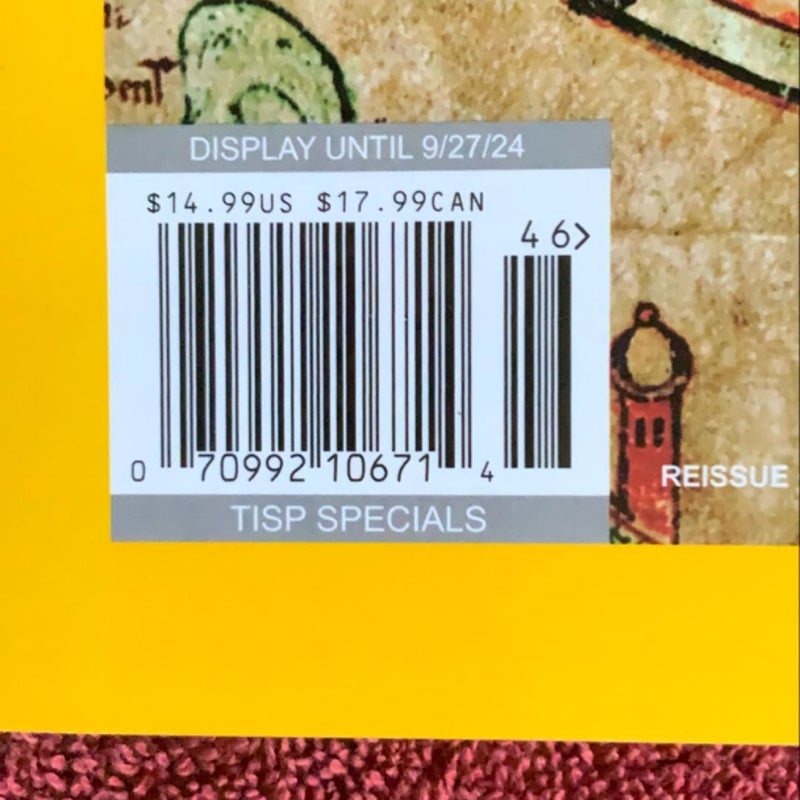 DISPLAY UNTIL 9/27/24
$14.99US $17.99CAN
46>
0 70992 10671 4
REISSUE
TISP SPECIALS